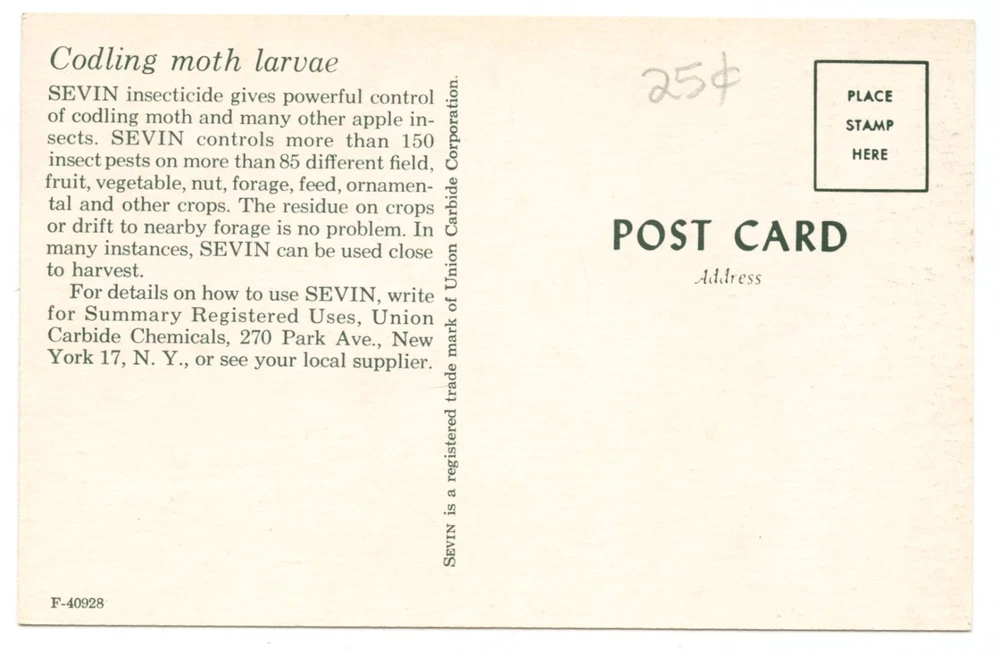 Codling moth larvae
SEVIN insecticide gives powerful control
of codling moth and many other apple in-
sects. SEVIN controls more than 150
insect pests on more than 85 different field,
fruit, vegetable, nut, forage, feed, ornamen-
tal and other crops. The residue on crops
or drift to nearby forage is no problem. In
many instances, SEVIN can be used close
to harvest.
For details on how to use SEVIN, write
for Summary Registered Uses, Union
Carbide Chemicals, 270 Park Ave., New
York 17, N. Y., or see your local supplier.
F-40928
SEVIN is a registered trade mark of Union Carbide Corporation.
25¢
PLACE
STAMP
HERE
POST CARD
Address